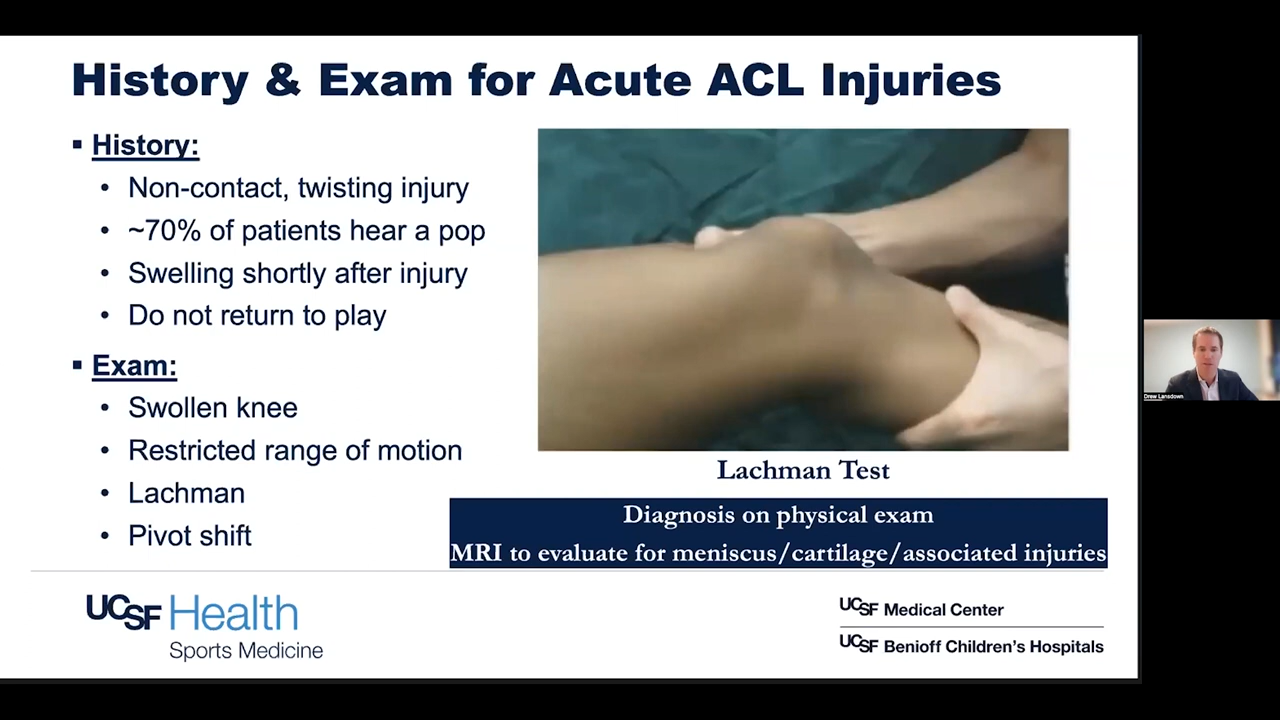 History & Exam for Acute ACL Injuries
▪ History:
• Non-contact, twisting injury
• ~70% of patients hear a pop
• Swelling shortly after injury
• Do not return to play
▪ Exam:
• Swollen knee
• Restricted range of motion
• Lachman
• Pivot shift
Lachman Test
Diagnosis on physical exam
MRI to evaluate for meniscus/cartilage/associated injuries
UCSF Health
Sports Medicine
UCSF Medical Center
UCSF Benioff Children's Hospitals
Drew Lansdown